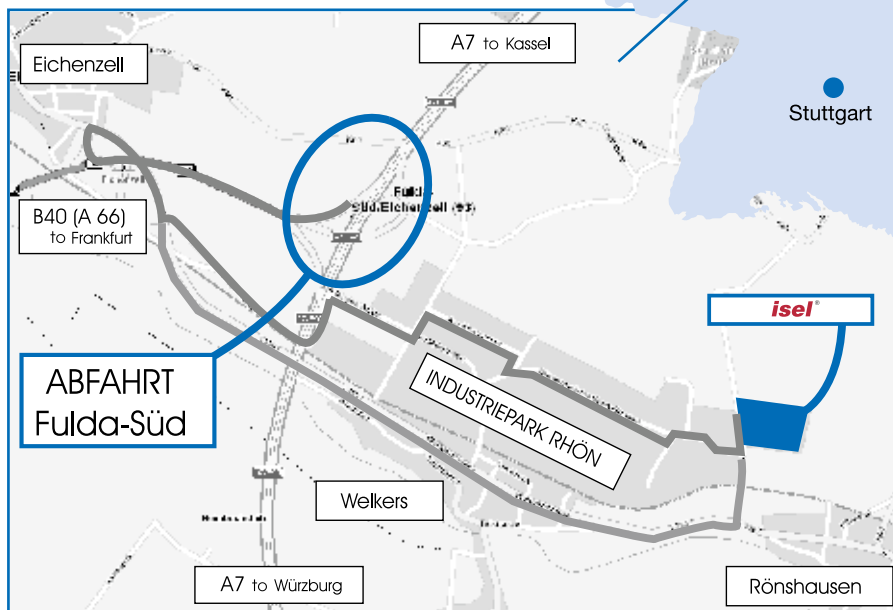 A7 to Kassel
Eichenzell
Stuttgart
Fulda-
Süd/Eichenzell (93)
B40 (A 66)
to Frankfurt
isel®
ABFAHRT
Fulda-Süd
INDUSTRIEPARK RHÖN
Welkers
A7 to Würzburg
Rönshausen